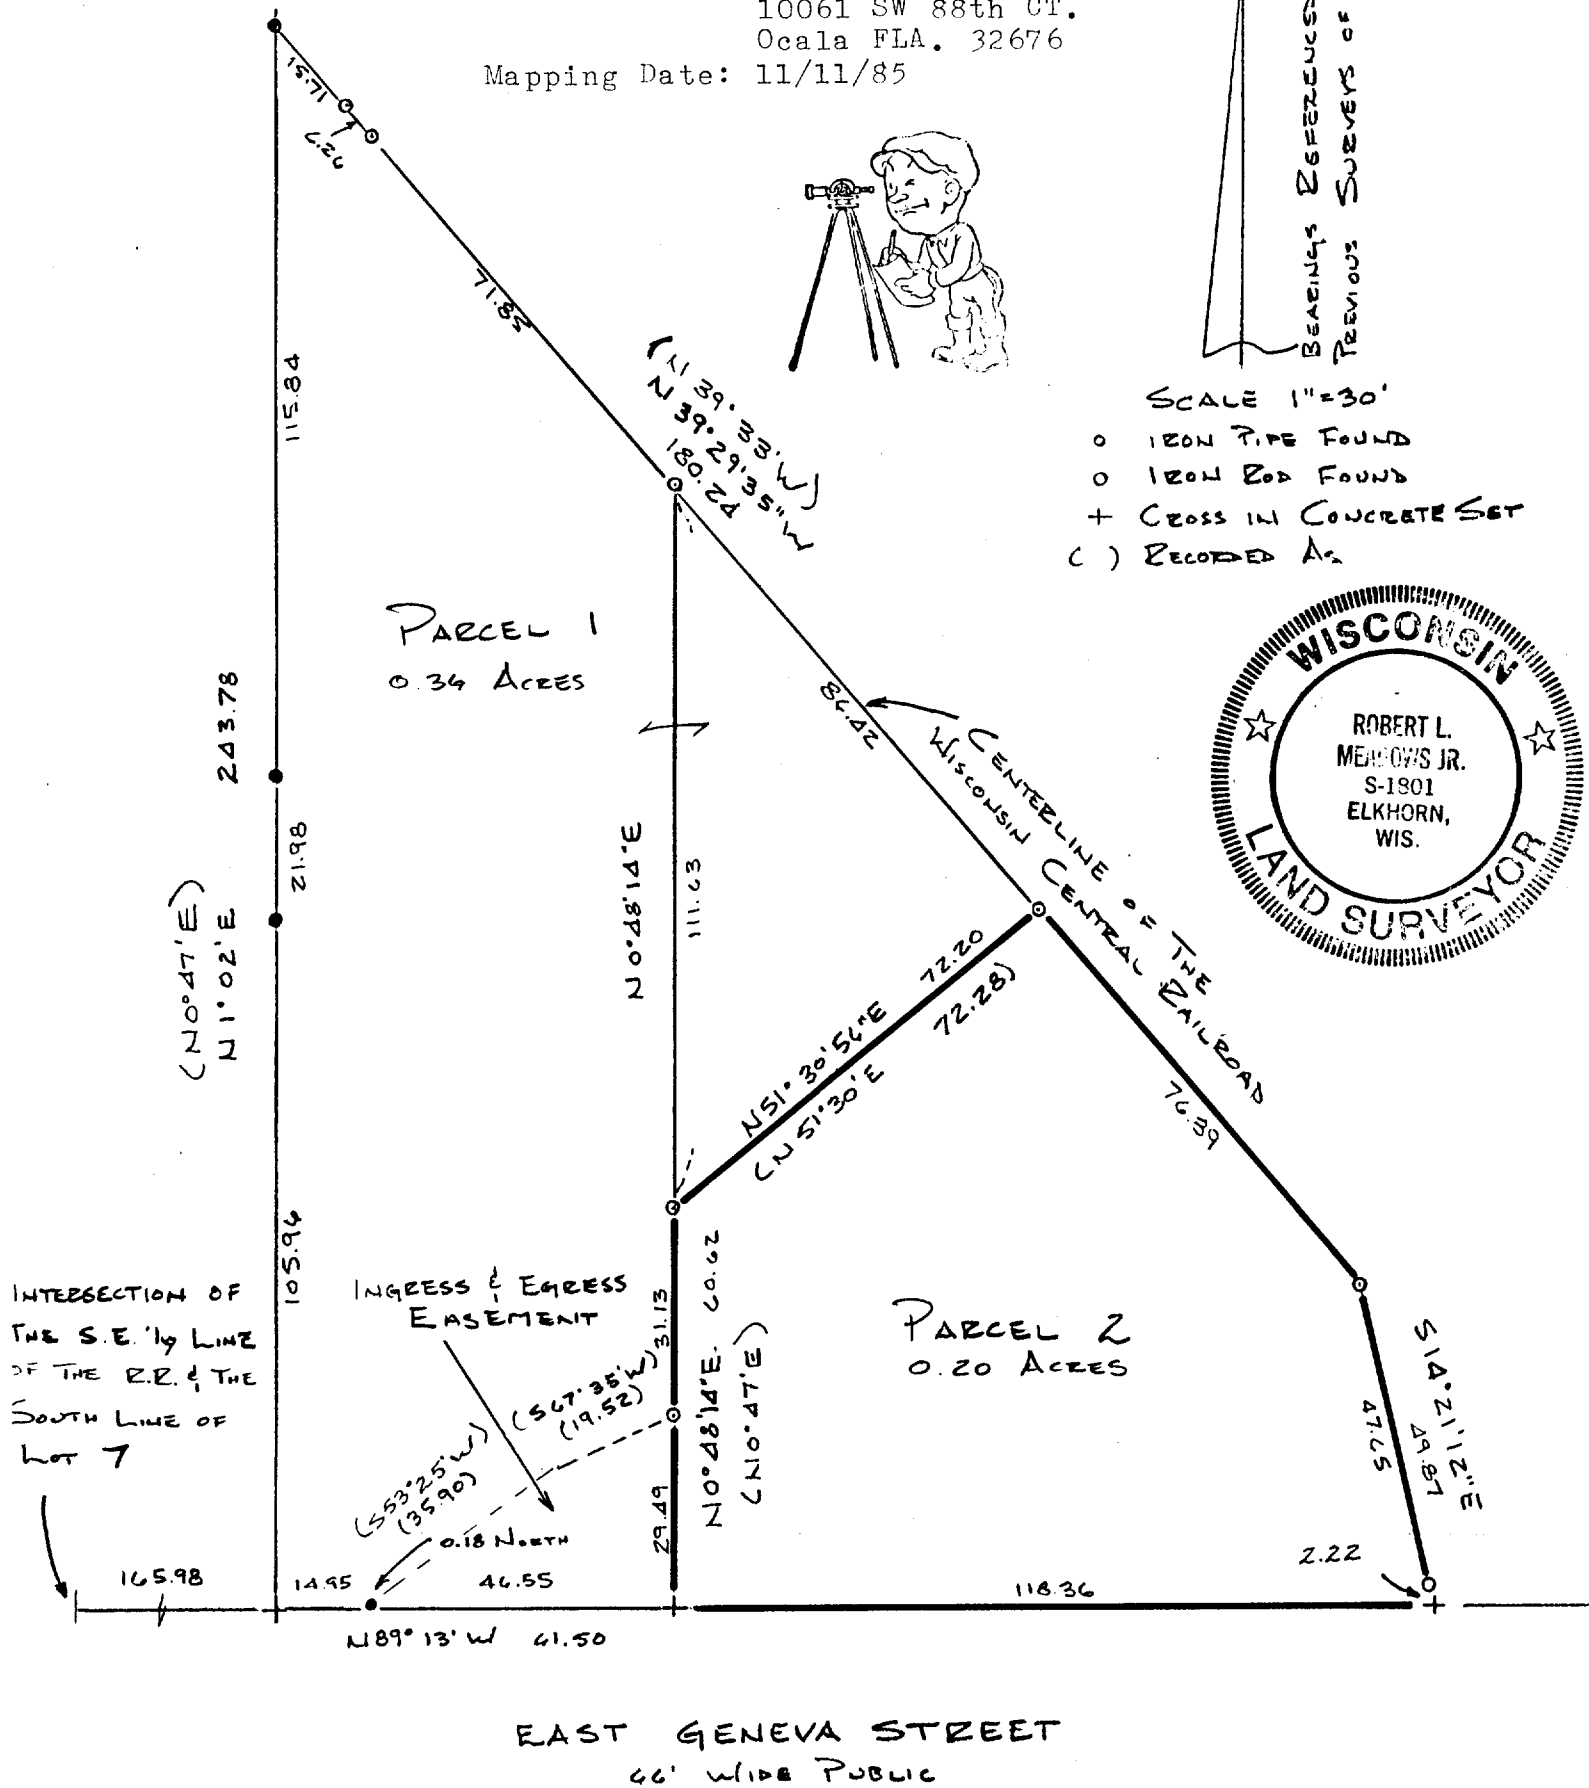 10061 SW 88th CT.
Ocala FLA. 32676
Mapping Date: 11/11/85
BEARINGS REFERENCED
PREVIOUS SURVEYS OF
15.71
6.26
71.85
115.84
(N 39° 33' W)
N 39° 29' 35" W
180.24
SCALE 1"=30'
o IRON PIPE FOUND
o IRON ROD FOUND
+ CROSS IN CONCRETE SET
( ) RECORDED AS
PARCEL 1
0.34 ACRES
WISCONSIN
ROBERT L.
MEADOWS JR.
S-1801
ELKHORN,
WIS.
LAND SURVEYOR
243.78
86.42
CENTERLINE OF THE
WISCONSIN CENTRAL RAILROAD
21.98
(N0°47'E)
N1°02'E
N0°48'14"E
111.63
72.20
N51°30'56"E
(N 51°30'E
72.28)
76.39
105.96
INTERSECTION OF
THE S.E.'ly LINE
OF THE R.R. & THE
SOUTH LINE OF
LOT 7
INGRESS & EGRESS
EASEMENT
31.13
N0°48'14"E. 60.62
(N0°47'E)
PARCEL 2
0.20 ACRES
S14°21'12"E
49.87
47.65
(S67°35'W)
(19.52)
(S53°25'W)
(35.90)
0.18 NORTH
29.49
2.22
165.98
14.95
46.55
118.36
N89°13'W 61.50
EAST GENEVA STREET
66' WIDE PUBLIC